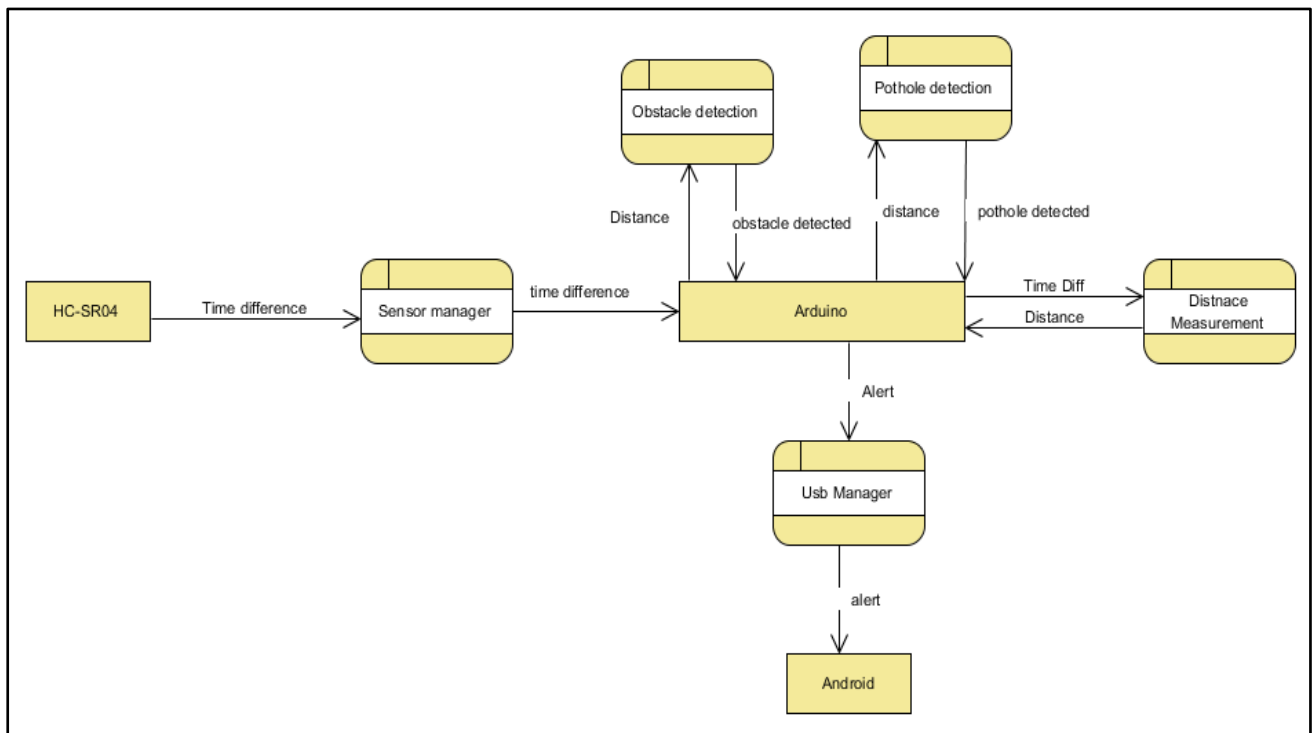 Pothole detection
Obstacle detection
Distance
obstacle detected
distance
pothole detected
HC-SR04
Time difference
Sensor manager
time difference
Arduino
Time Diff
Distance
Distnace
Measurement
Alert
Usb Manager
alert
Android